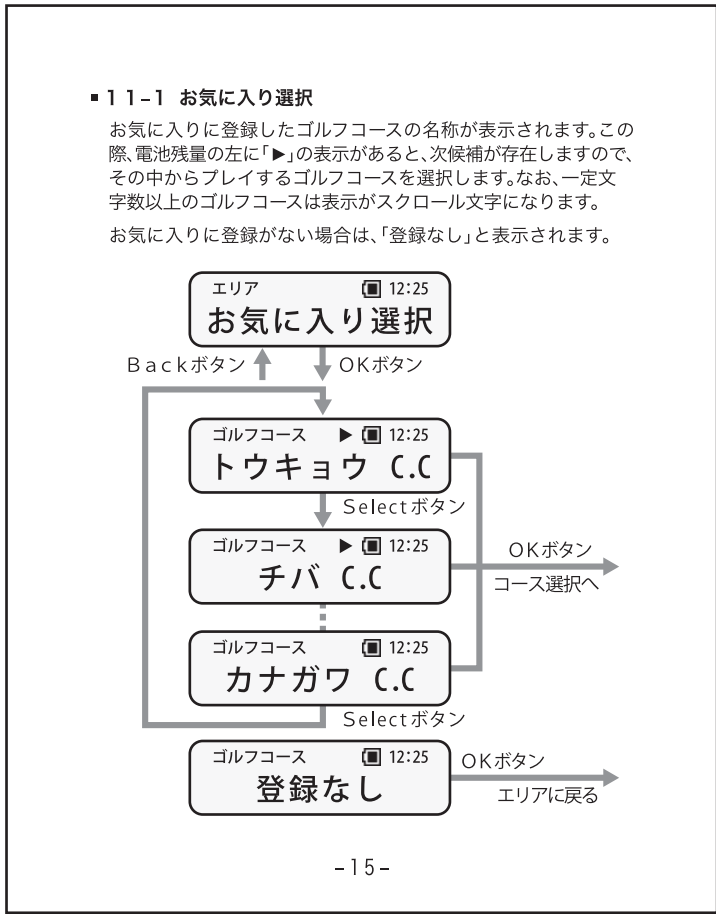 ■11-1 お気に入り選択
お気に入りに登録したゴルフコースの名称が表示されます。この
際、電池残量の左に「▶」の表示があると、次候補が存在しますので、
その中からプレイするゴルフコースを選択します。なお、一定文
字数以上のゴルフコースは表示がスクロール文字になります。
お気に入りに登録がない場合は、「登録なし」と表示されます。
エリア 12:25
お気に入り選択
Backボタン OKボタン
ゴルフコース ▶ 12:25
トウキョウ C.C
Selectボタン
ゴルフコース ▶ 12:25
チバ C.C
OKボタン
コース選択へ
ゴルフコース 12:25
カナガワ C.C
Selectボタン
ゴルフコース 12:25
登録なし
OKボタン
エリアに戻る
-15-